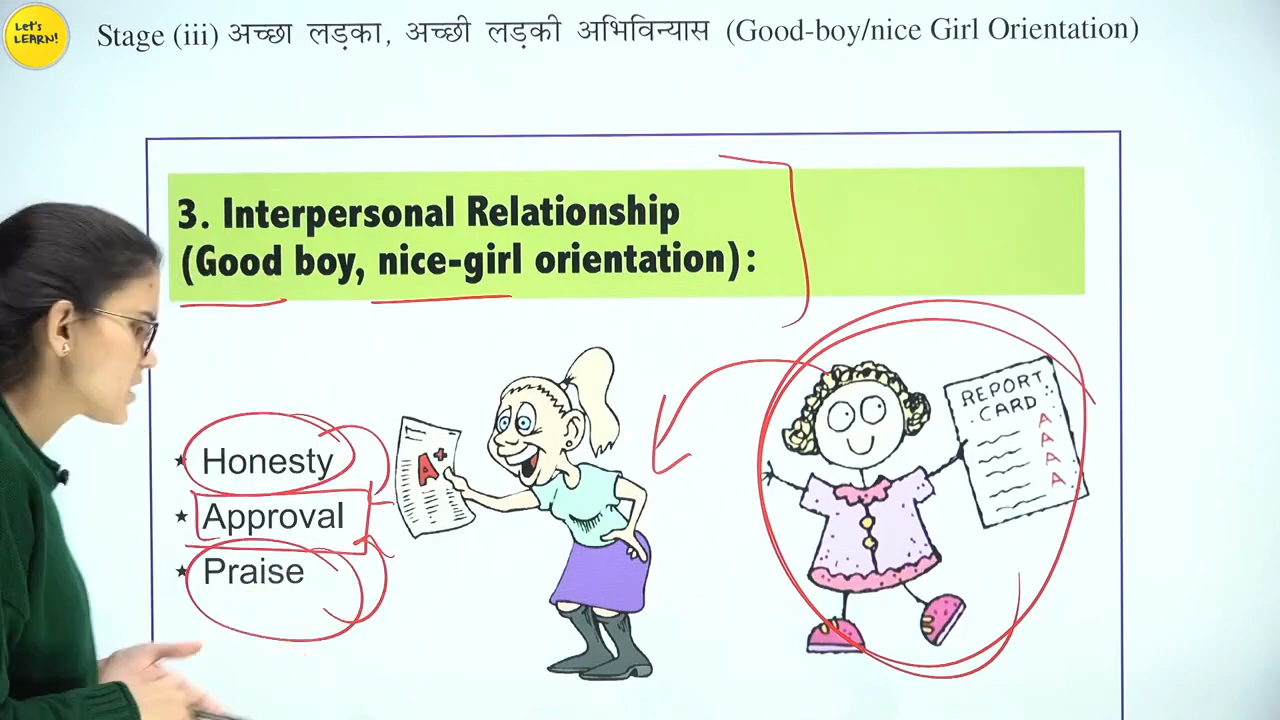 Let's
LEARN!
Stage (iii) अच्छा लड़का, अच्छी लड़की अभिविन्यास (Good-boy/nice Girl Orientation)
3. Interpersonal Relationship
(Good boy, nice-girl orientation):
★ Honesty
★ Approval
★ Praise
A+
REPORT
CARD
A
A
A
A